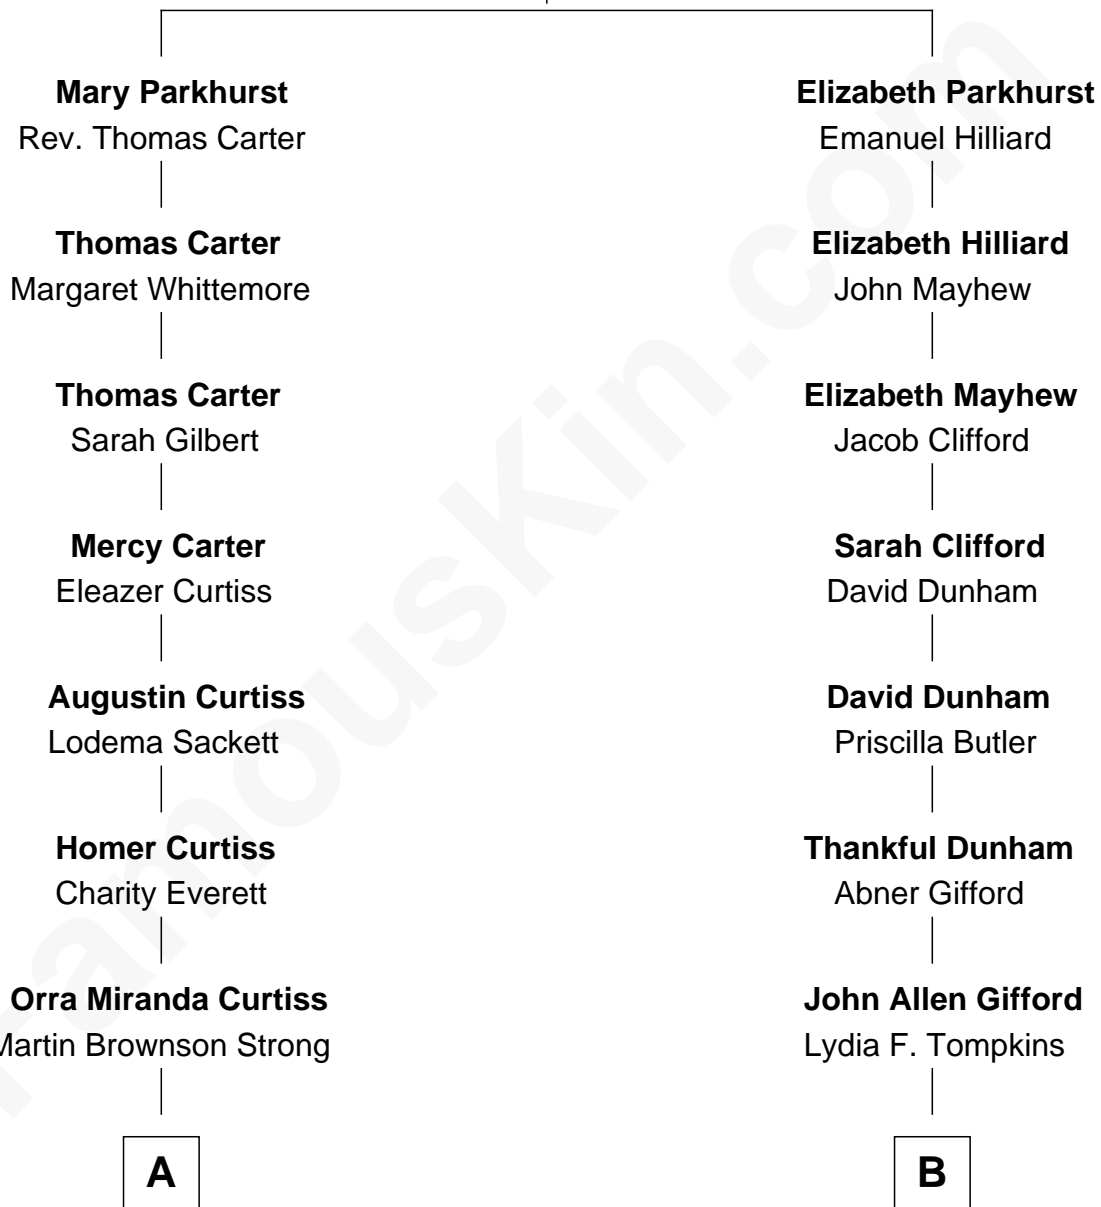 Mary Parkhurst
Rev. Thomas Carter
Thomas Carter
Margaret Whittemore
Thomas Carter
Sarah Gilbert
Mercy Carter
Eleazer Curtiss
Augustin Curtiss
Lodema Sackett
Homer Curtiss
Charity Everett
Orra Miranda Curtiss
Martin Brownson Strong
A
Elizabeth Parkhurst
Emanuel Hilliard
Elizabeth Hilliard
John Mayhew
Elizabeth Mayhew
Jacob Clifford
Sarah Clifford
David Dunham
David Dunham
Priscilla Butler
Thankful Dunham
Abner Gifford
John Allen Gifford
Lydia F. Tompkins
B
FamousKin.com